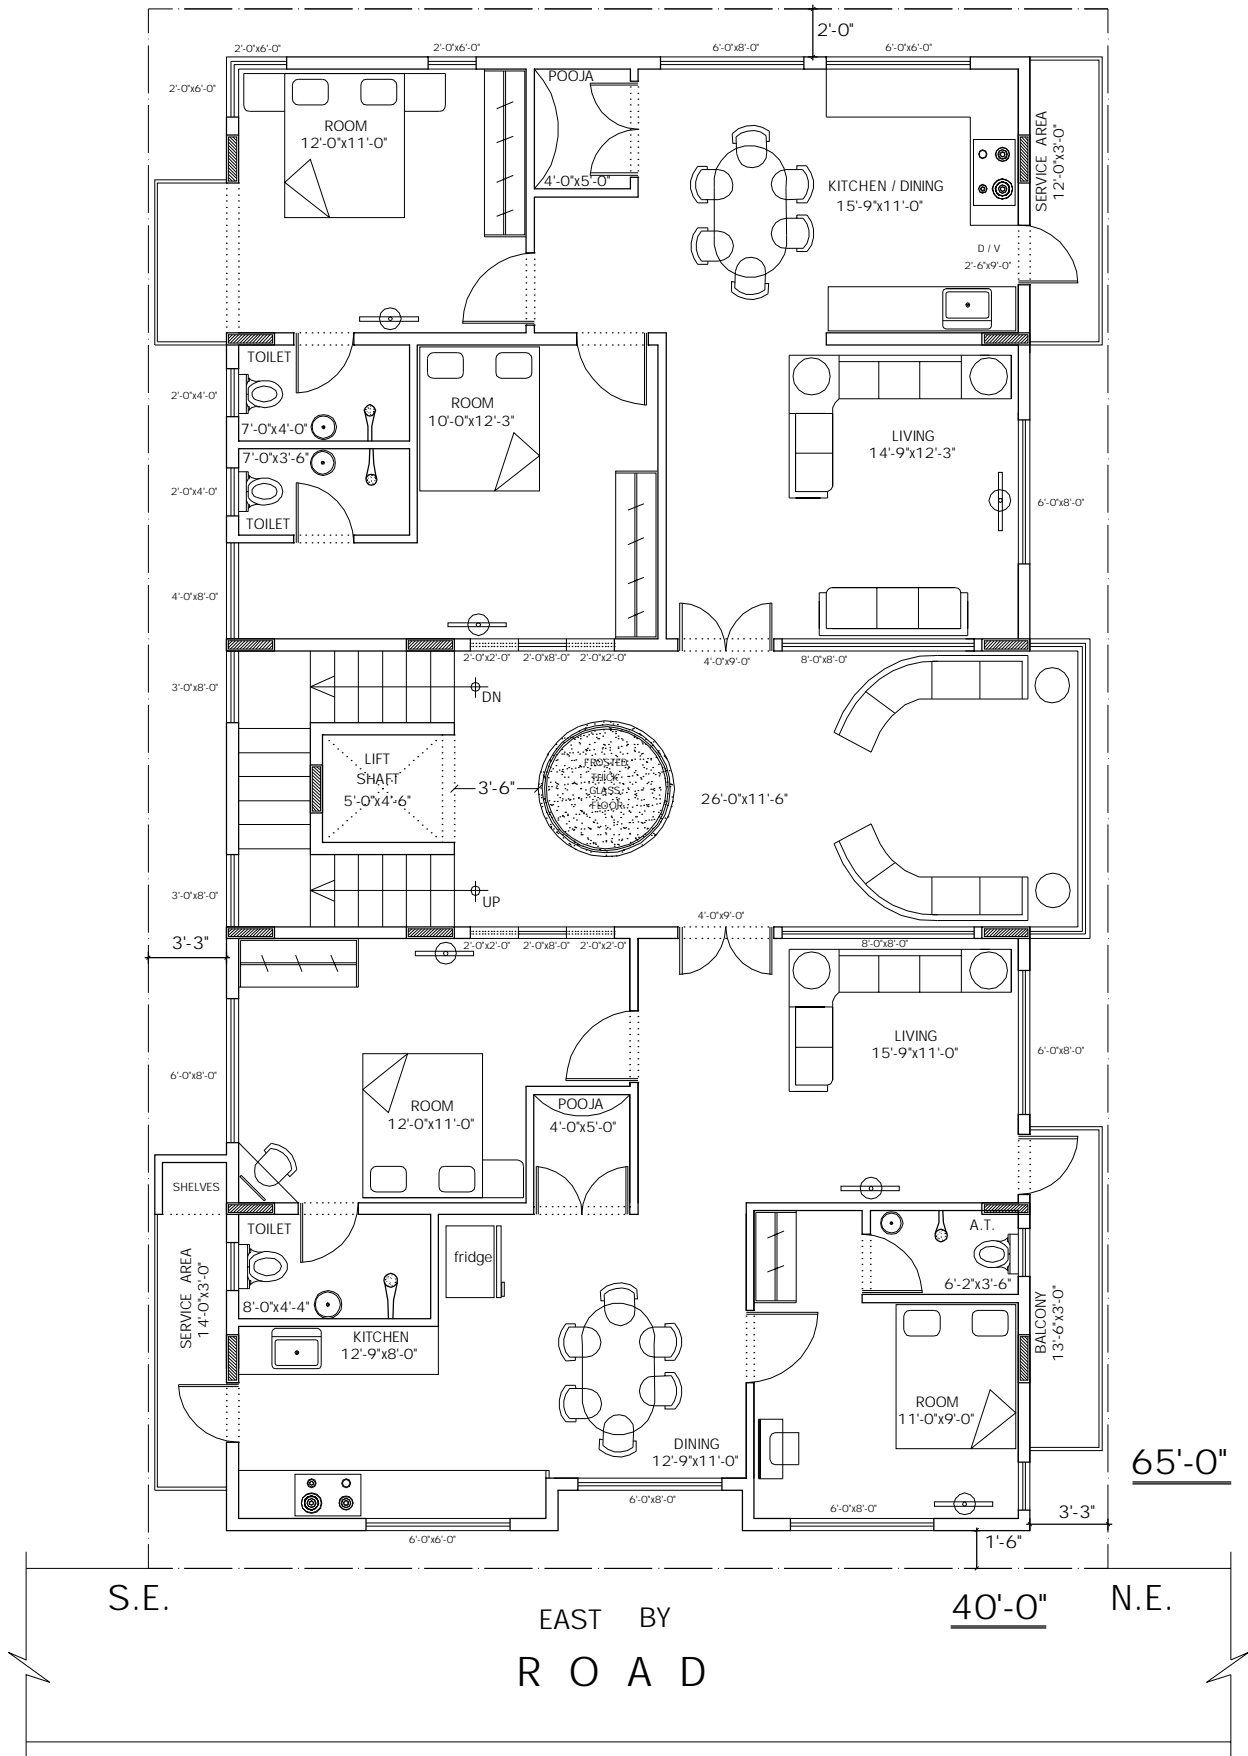 2'-0"
2'-0"x6'-0"
2'-0"x6'-0"
6'-0"x8'-0"
6'-0"x6'-0"
2'-0"x6'-0"
POOJA
4'-0"x5'-0"
ROOM
12'-0"x11'-0"
KITCHEN / DINING
15'-9"x11'-0"
SERVICE AREA
12'-0"x3'-0"
D / V
2'-6"x9'-0"
TOILET
7'-0"x4'-0"
2'-0"x4'-0"
7'-0"x3'-6"
TOILET
2'-0"x4'-0"
ROOM
10'-0"x12'-3"
LIVING
14'-9"x12'-3"
6'-0"x8'-0"
4'-0"x8'-0"
2'-0"x2'-0"
2'-0"x8'-0"
2'-0"x2'-0"
4'-0"x9'-0"
8'-0"x8'-0"
3'-0"x8'-0"
DN
LIFT
SHAFT
5'-0"x4'-6"
3'-6"
FROSTED
THICK
GLASS
FLOOR
26'-0"x11'-6"
3'-0"x8'-0"
UP
4'-0"x9'-0"
3'-3"
2'-0"x2'-0"
2'-0"x8'-0"
2'-0"x2'-0"
8'-0"x8'-0"
LIVING
15'-9"x11'-0"
6'-0"x8'-0"
6'-0"x8'-0"
ROOM
12'-0"x11'-0"
POOJA
4'-0"x5'-0"
SHELVES
TOILET
8'-0"x4'-4"
fridge
A.T.
6'-2"x3'-6"
SERVICE AREA
14'-0"x3'-0"
BALCONY
13'-6"x3'-0"
KITCHEN
12'-9"x8'-0"
ROOM
11'-0"x9'-0"
DINING
12'-9"x11'-0"
65'-0"
6'-0"x8'-0"
6'-0"x8'-0"
3'-3"
6'-0"x6'-0"
1'-6"
S.E.
40'-0"
N.E.
EAST BY
ROAD